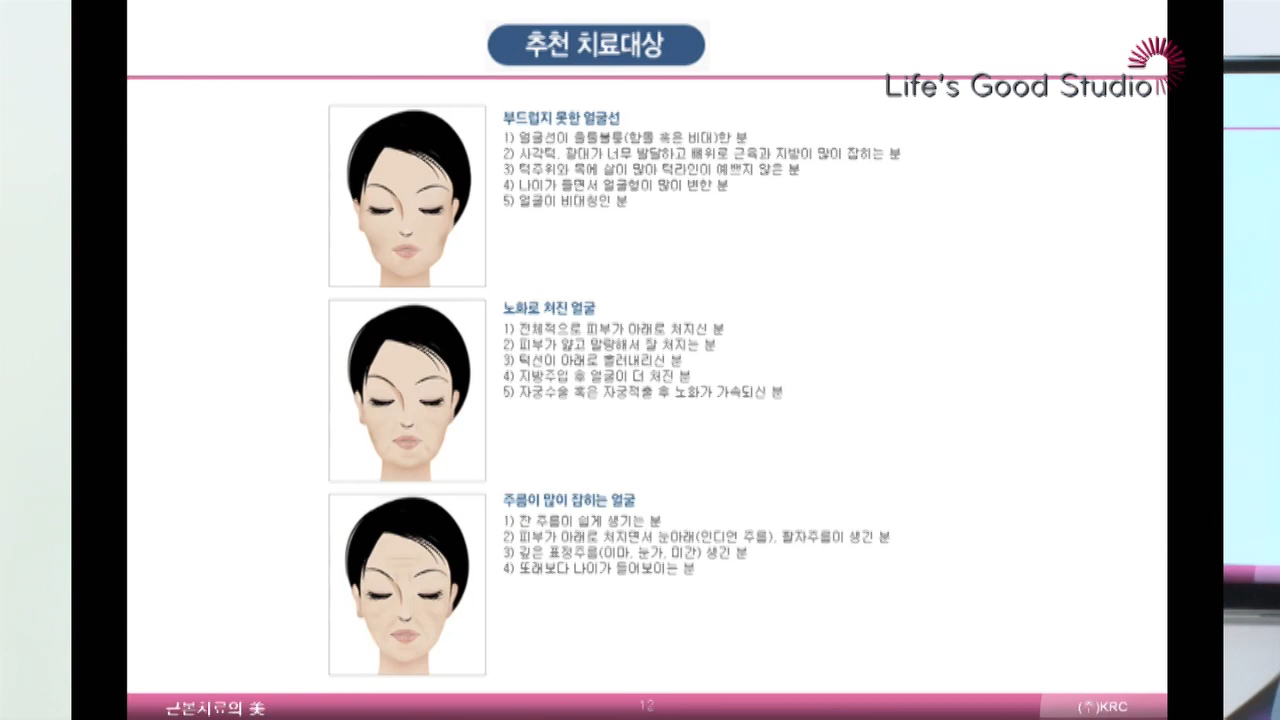 추천 치료대상
Life's Good Studio
부드럽지 못한 얼굴선
1) 얼굴선이 울퉁불퉁(함몰 혹은 비대)한 분
2) 사각턱, 광대가 너무 발달하고 뼈위로 근육과 지방이 많이 잡히는 분
3) 턱주위와 목에 살이 많아 턱라인이 예쁘지 않은 분
4) 나이가 들면서 얼굴형이 많이 변한 분
5) 얼굴이 비대칭인 분
노화로 쳐진 얼굴
1) 전체적으로 피부가 아래로 처지신 분
2) 피부가 얇고 말랑해서 잘 처지는 분
3) 턱선이 아래로 흘러내리신 분
4) 지방주입 후 얼굴이 더 쳐진 분
5) 자궁수술 혹은 자궁적출 후 노화가 가속되신 분
주름이 많이 잡히는 얼굴
1) 잔 주름이 쉽게 생기는 분
2) 피부가 아래로 처지면서 눈아래(인디언 주름), 팔자주름이 생긴 분
3) 깊은 표정주름(이마, 눈가, 미간) 생긴 분
4) 또래보다 나이가 들어보이는 분
근본치료의 美
12
(주)KRC